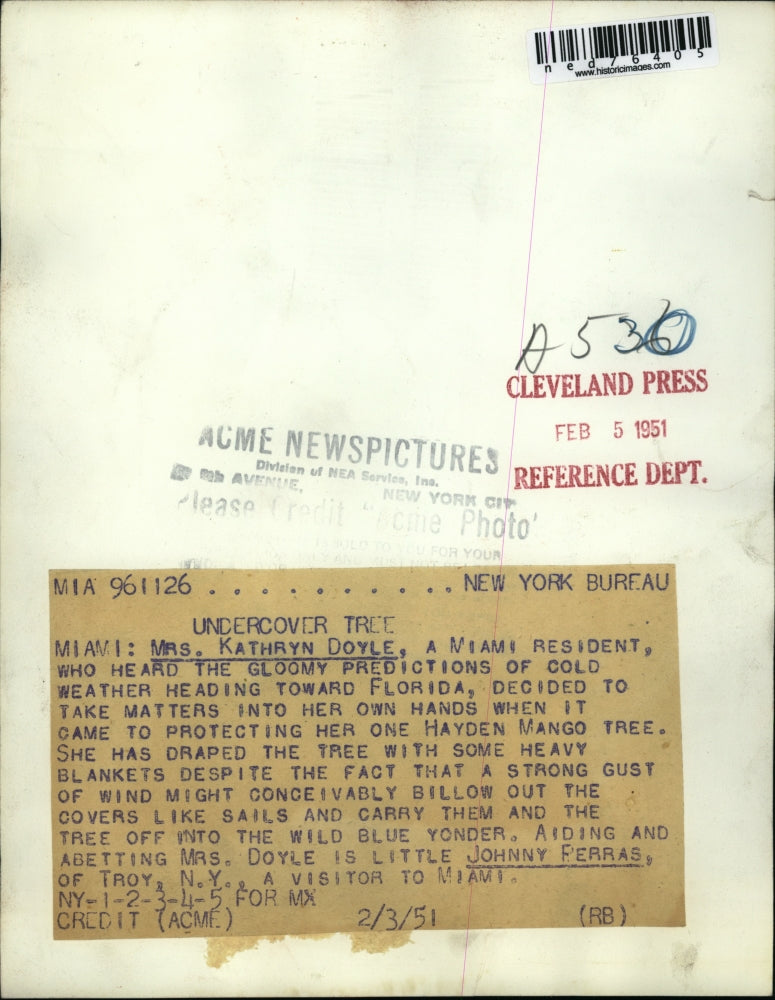 ned76405
www.historicimages.com
A 536
CLEVELAND PRESS
FEB 5 1951
REFERENCE DEPT.
ACME NEWSPICTURES
Division of NEA Service, Inc.
AVENUE,
NEW YORK CITY
Please Credit "Acme Photo'
IS SOLD TO YOU FOR YOUR
MIA 961126 . . . . . . . . . . . . NEW YORK BUREAU
UNDERCOVER TREE
MIAMI: MRS. KATHRYN DOYLE, A MIAMI RESIDENT,
WHO HEARD THE GLOOMY PREDICTIONS OF COLD
WEATHER HEADING TOWARD FLORIDA, DECIDED TO
TAKE MATTERS INTO HER OWN HANDS WHEN IT
CAME TO PROTECTING HER ONE HAYDEN MANGO TREE.
SHE HAS DRAPED THE TREE WITH SOME HEAVY
BLANKETS DESPITE THE FACT THAT A STRONG GUST
OF WIND MIGHT CONCEIVABLY BILLOW OUT THE
COVERS LIKE SAILS AND CARRY THEM AND THE
TREE OFF INTO THE WILD BLUE YONDER. AIDING AND
ABETTING MRS. DOYLE IS LITTLE JOHNNY FERRAS,
OF TROY, N.Y., A VISITOR TO MIAMI.
NY-1-2-3-4-5 FOR MX
CREDIT (ACME) 2/3/51 (RB)